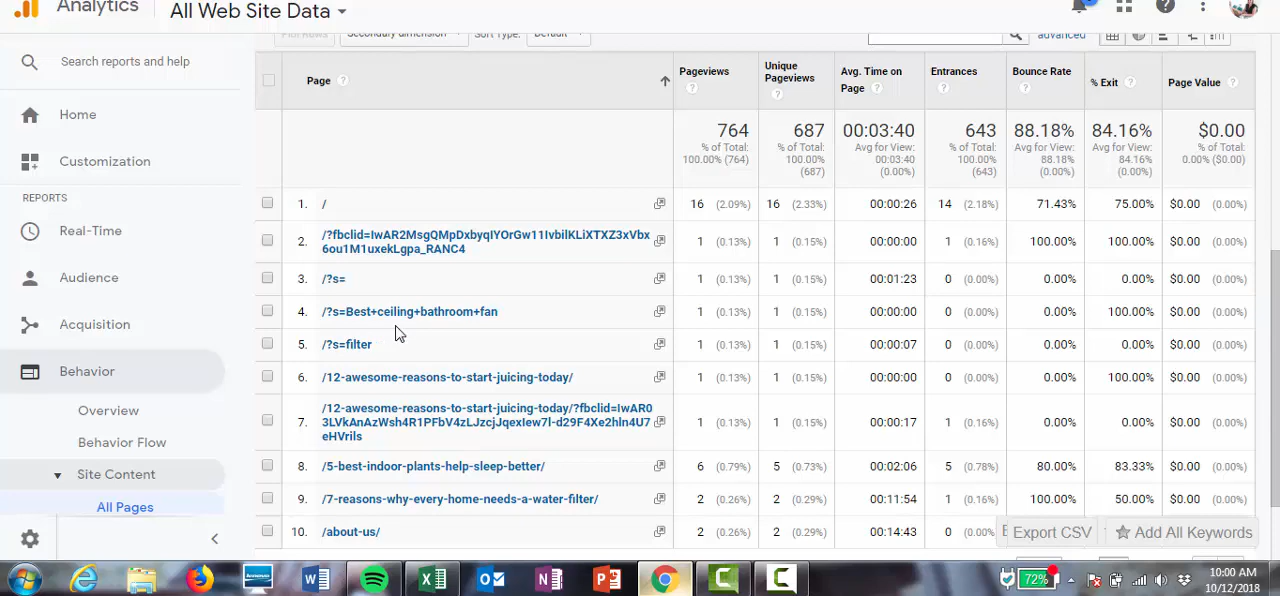 Analytics
All Web Site Data
Search reports and help
Home
Customization
REPORTS
Real-Time
Audience
Acquisition
Behavior
Overview
Behavior Flow
Site Content
All Pages
Plot Rows Secondary dimension Sort Type: Default advanced
Page ? Pageviews ? Unique Pageviews ? Avg. Time on Page ? Entrances ? Bounce Rate ? % Exit ? Page Value ?
764 687 00:03:40 643 88.18% 84.16% $0.00
% of Total: 100.00% (764) % of Total: 100.00% (687) Avg for View: 00:03:40 (0.00%) % of Total: 100.00% (643) Avg for View: 88.18% (0.00%) Avg for View: 84.16% (0.00%) % of Total: 0.00% ($0.00)
1. / 16 (2.09%) 16 (2.33%) 00:00:26 14 (2.18%) 71.43% 75.00% $0.00 (0.00%)
2. /?fbclid=IwAR2MsgQMpDxbyqIYOrGw11IvbilKLiXTXZ3xVbx
6ou1M1uxekLgpa_RANC4 1 (0.13%) 1 (0.15%) 00:00:00 1 (0.16%) 100.00% 100.00% $0.00 (0.00%)
3. /?s= 1 (0.13%) 1 (0.15%) 00:01:23 0 (0.00%) 0.00% 0.00% $0.00 (0.00%)
4. /?s=Best+ceiling+bathroom+fan 1 (0.13%) 1 (0.15%) 00:00:00 0 (0.00%) 0.00% 100.00% $0.00 (0.00%)
5. /?s=filter 1 (0.13%) 1 (0.15%) 00:00:07 0 (0.00%) 0.00% 0.00% $0.00 (0.00%)
6. /12-awesome-reasons-to-start-juicing-today/ 1 (0.13%) 1 (0.15%) 00:00:00 0 (0.00%) 0.00% 100.00% $0.00 (0.00%)
7. /12-awesome-reasons-to-start-juicing-today/?fbclid=IwAR0
3LVkAnAzWsh4R1PFbV4zLJzcjJqexIew7l-d29F4Xe2hln4U7
eHVrils 1 (0.13%) 1 (0.15%) 00:00:17 1 (0.16%) 0.00% 0.00% $0.00 (0.00%)
8. /5-best-indoor-plants-help-sleep-better/ 6 (0.79%) 5 (0.73%) 00:02:06 5 (0.78%) 80.00% 83.33% $0.00 (0.00%)
9. /7-reasons-why-every-home-needs-a-water-filter/ 2 (0.26%) 2 (0.29%) 00:11:54 1 (0.16%) 100.00% 50.00% $0.00 (0.00%)
10. /about-us/ 2 (0.26%) 2 (0.29%) 00:14:43 0 (0.00%
Export CSV Add All Keywords
72%
10:00 AM
10/12/2018